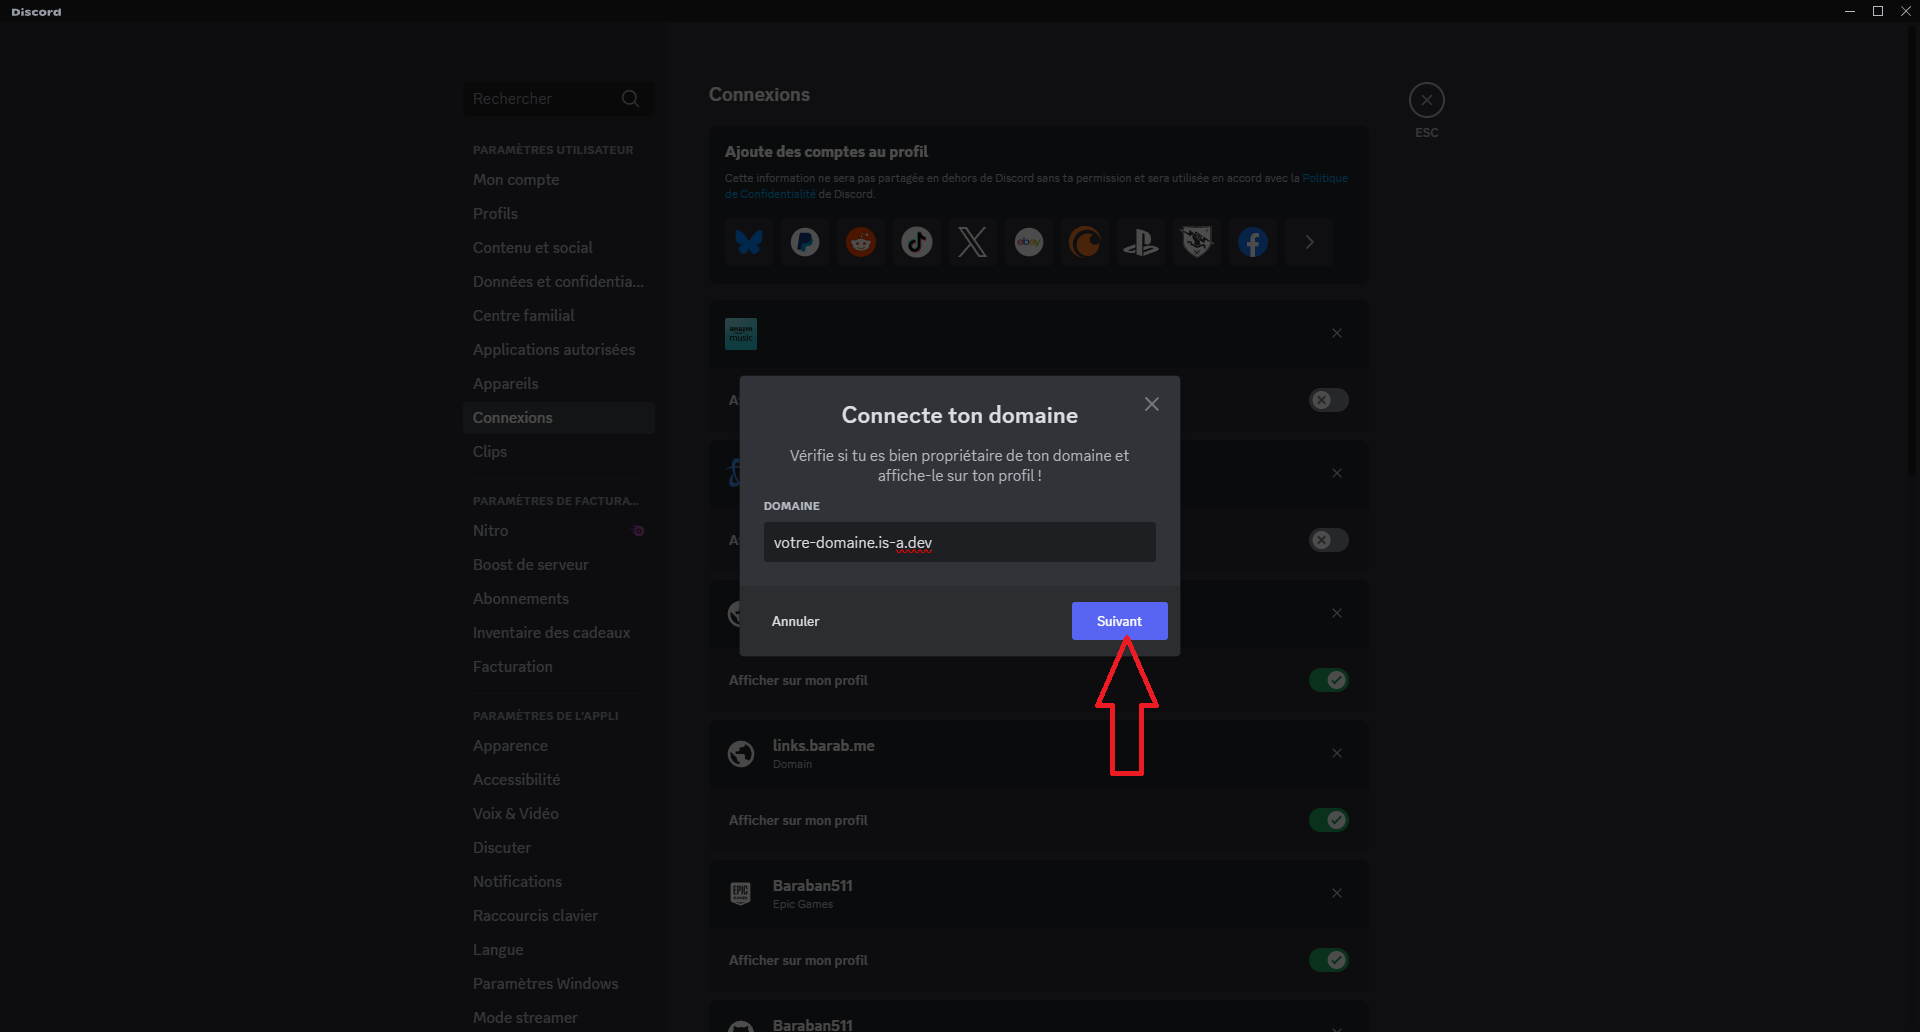 Discord
Rechercher
PARAMÈTRES UTILISATEUR
Mon compte
Profils
Contenu et social
Données et confidentia...
Centre familial
Applications autorisées
Appareils
Connexions
Clips
PARAMÈTRES DE FACTURA...
Nitro
Boost de serveur
Abonnements
Inventaire des cadeaux
Facturation
PARAMÈTRES DE L'APPLI
Apparence
Accessibilité
Voix & Vidéo
Discuter
Notifications
Raccourcis clavier
Langue
Paramètres Windows
Mode streamer
Connexions
ESC
Ajoute des comptes au profil
Cette information ne sera pas partagée en dehors de Discord sans ta permission et sera utilisée en accord avec la Politique
de Confidentialité de Discord.
ebay
amazon
music
Connecte ton domaine
Vérifie si tu es bien propriétaire de ton domaine et
affiche-le sur ton profil !
DOMAINE
votre-domaine.is-a.dev
Annuler
Suivant
Afficher sur mon profil
links.barab.me
Domain
Afficher sur mon profil
EPIC
GAMES
Baraban511
Epic Games
Afficher sur mon profil
Baraban511